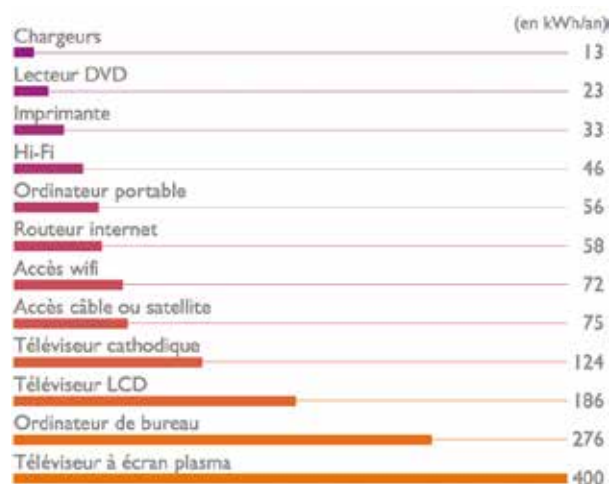 (en kWh/an)
Chargeurs
13
Lecteur DVD
23
Imprimante
33
Hi-Fi
46
Ordinateur portable
56
Routeur internet
58
Accès wifi
72
Accès câble ou satellite
75
Téléviseur cathodique
124
Téléviseur LCD
186
Ordinateur de bureau
276
Téléviseur à écran plasma
400